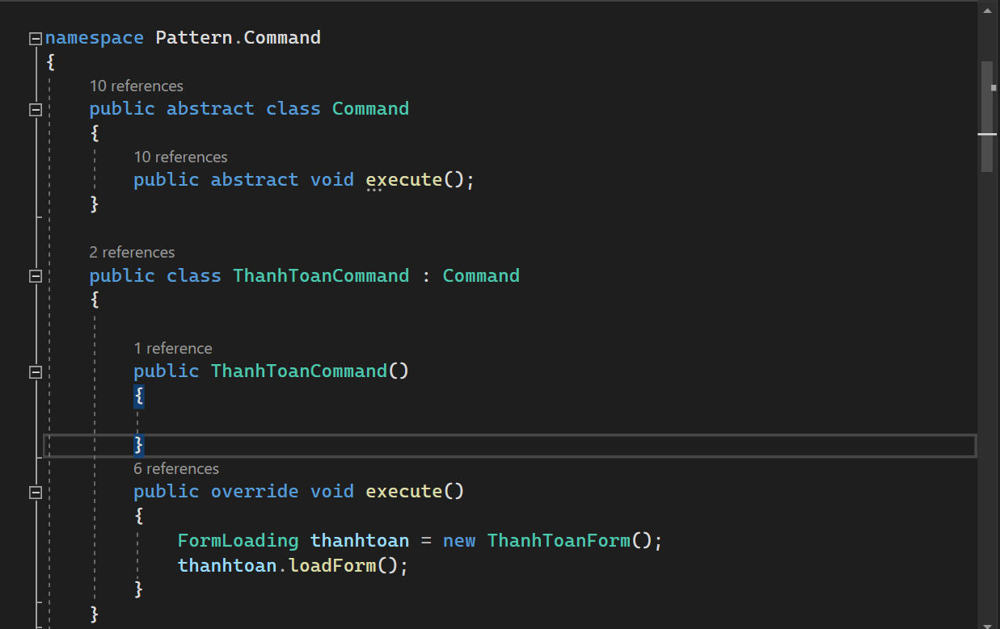 namespace Pattern.Command
{
10 references
public abstract class Command
{
10 references
public abstract void execute();
}
2 references
public class ThanhToanCommand : Command
{
1 reference
public ThanhToanCommand()
{
}
6 references
public override void execute()
{
FormLoading thanhtoan = new ThanhToanForm();
thanhtoan.loadForm();
}
}